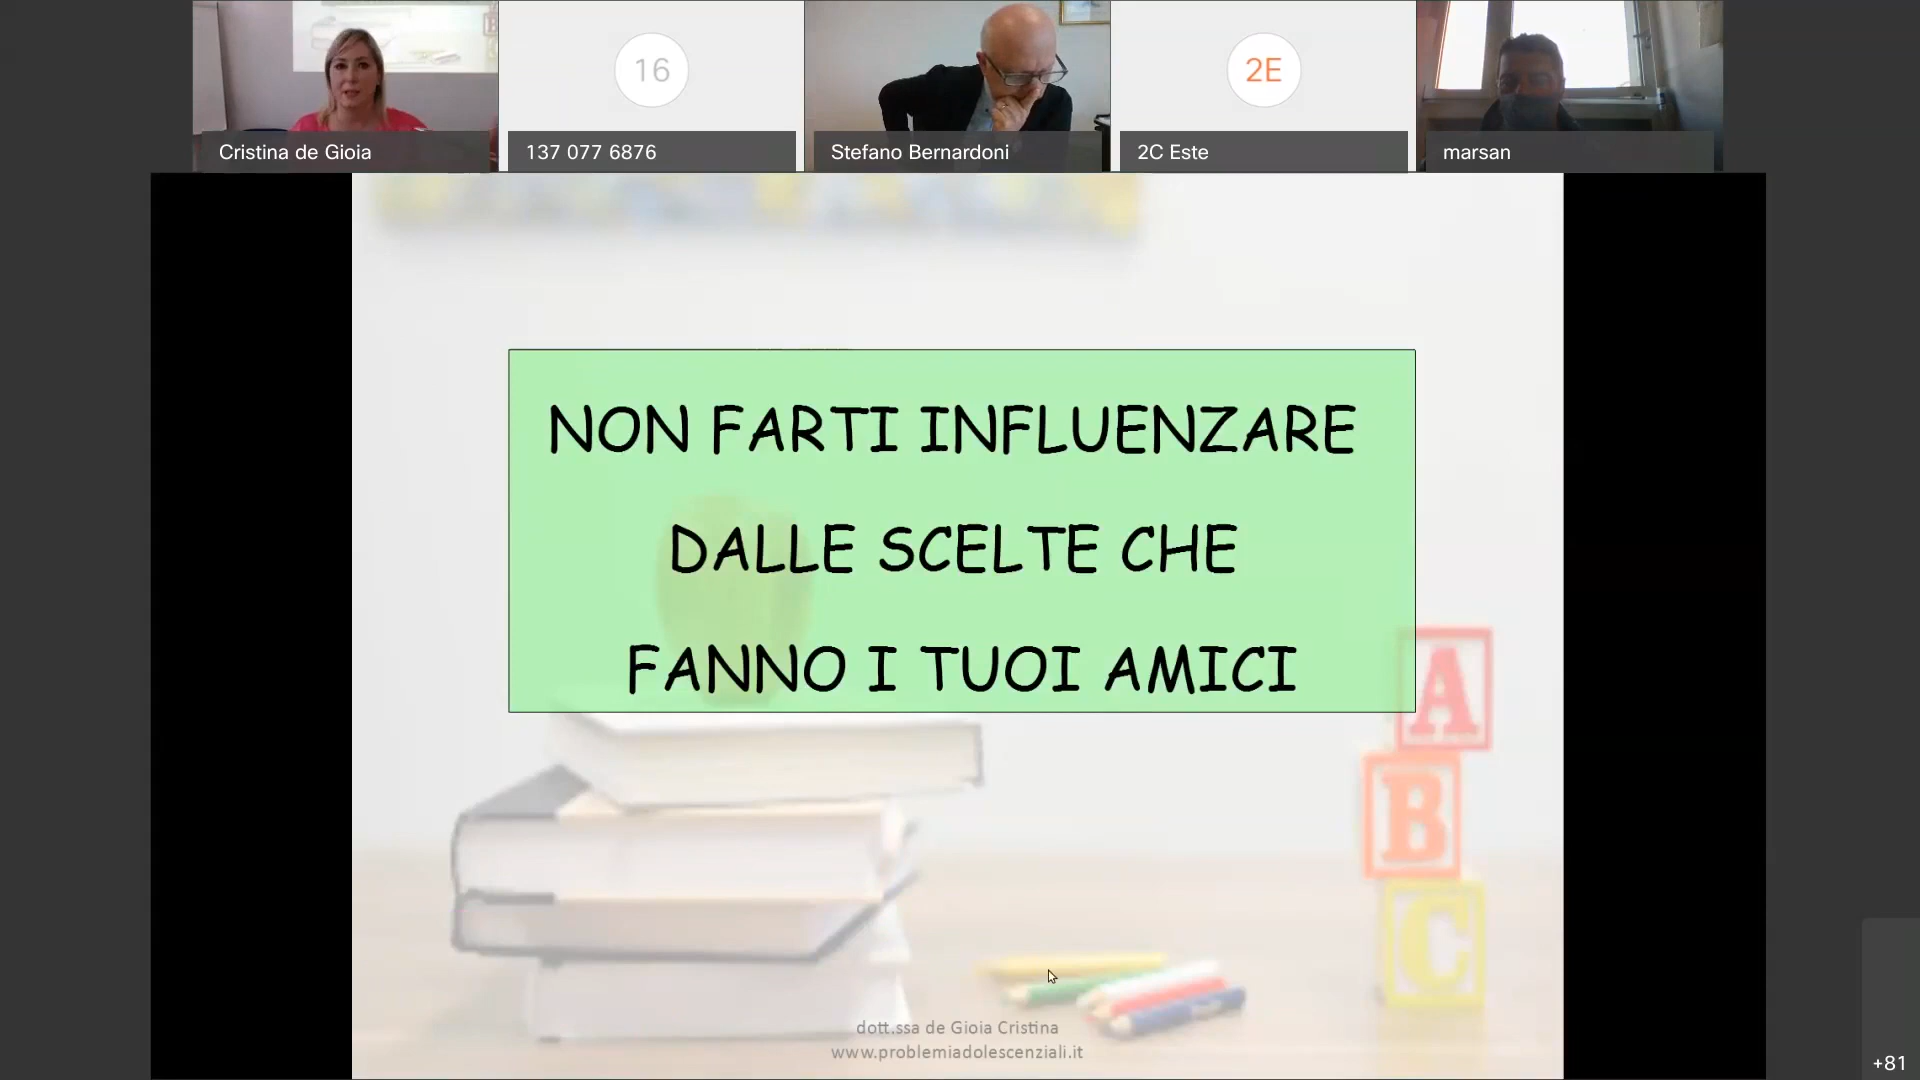 16
2E
Cristina de Gioia
137 077 6876
Stefano Bernardoni
2C Este
marsan
NON FARTI INFLUENZARE
DALLE SCELTE CHE
FANNO I TUOI AMICI
A
B
C
dott.ssa de Gioia Cristina
www.problemiadolescenziali.it
+81